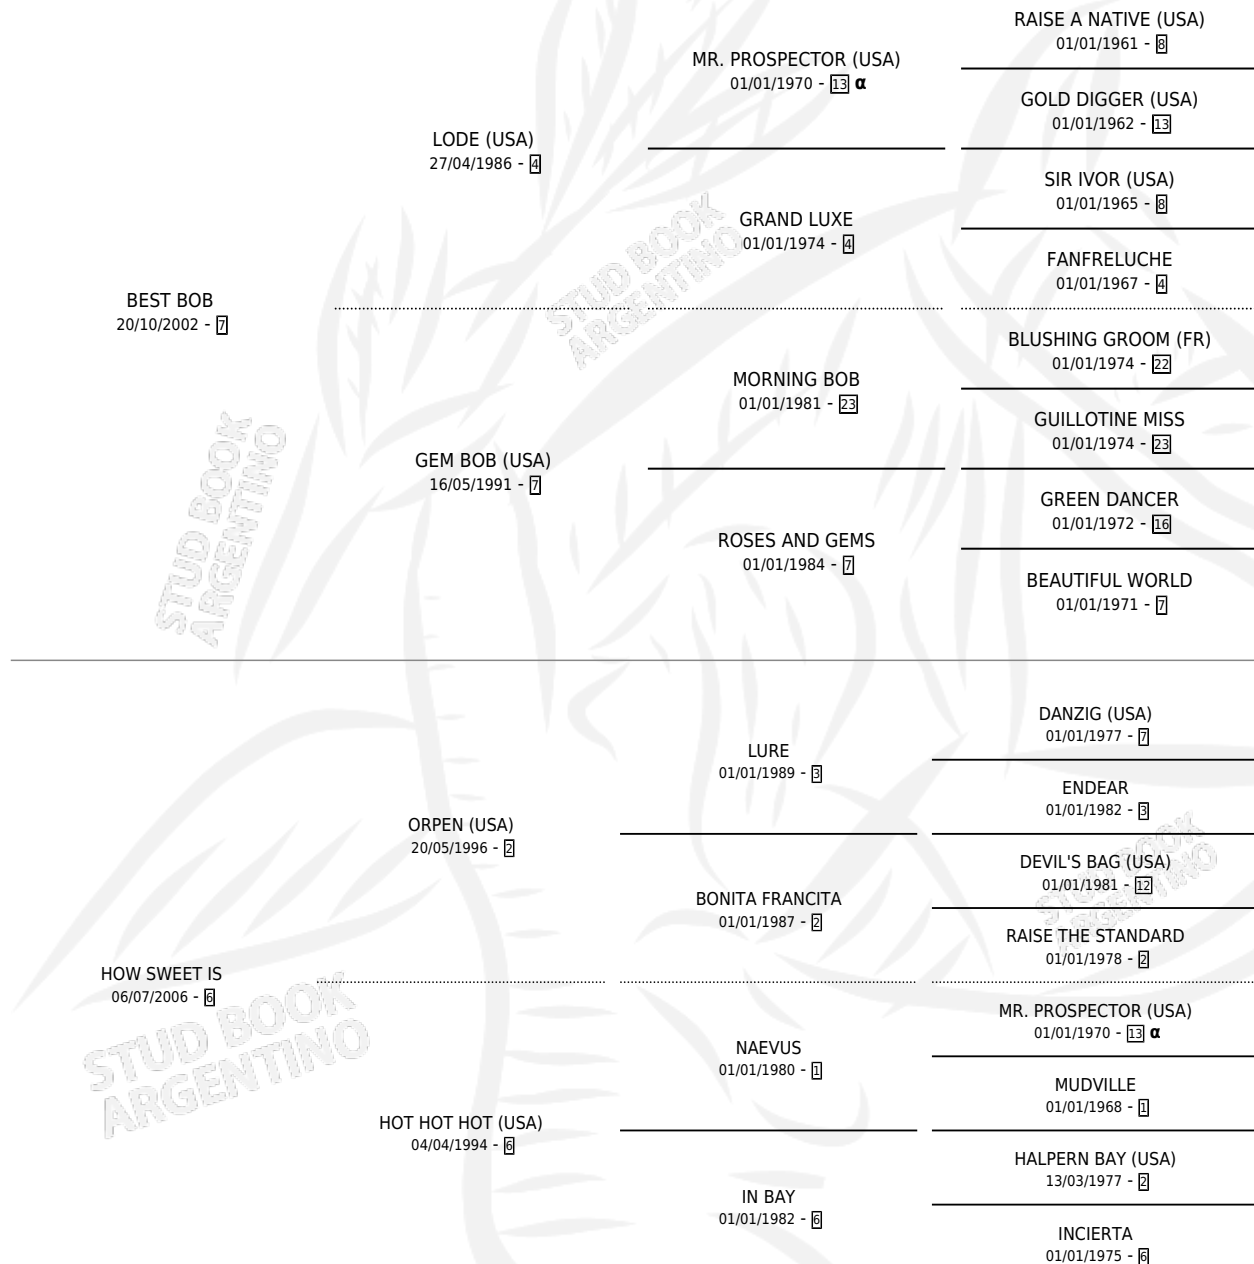 RAISE A NATIVE (USA)
01/01/1961 - 8
MR. PROSPECTOR (USA)
01/01/1970 - 13 α
GOLD DIGGER (USA)
01/01/1962 - 13
LODE (USA)
27/04/1986 - 4
SIR IVOR (USA)
01/01/1965 - 8
GRAND LUXE
01/01/1974 - 4
FANFRELUCHE
01/01/1967 - 4
BEST BOB
20/10/2002 - 7
BLUSHING GROOM (FR)
01/01/1974 - 22
MORNING BOB
01/01/1981 - 23
GUILLOTINE MISS
01/01/1974 - 23
GEM BOB (USA)
16/05/1991 - 7
GREEN DANCER
01/01/1972 - 16
ROSES AND GEMS
01/01/1984 - 7
BEAUTIFUL WORLD
01/01/1971 - 7
DANZIG (USA)
01/01/1977 - 7
LURE
01/01/1989 - 3
ENDEAR
01/01/1982 - 3
ORPEN (USA)
20/05/1996 - 2
DEVIL'S BAG (USA)
01/01/1981 - 12
BONITA FRANCITA
01/01/1987 - 2
RAISE THE STANDARD
01/01/1978 - 2
HOW SWEET IS
06/07/2006 - 6
MR. PROSPECTOR (USA)
01/01/1970 - 13 α
NAEVUS
01/01/1980 - 1
MUDVILLE
01/01/1968 - 1
HOT HOT HOT (USA)
04/04/1994 - 6
HALPERN BAY (USA)
13/03/1977 - 2
IN BAY
01/01/1982 - 6
INCIERTA
01/01/1975 - 6
STUD BOOK
ARGENTINO
STUD BOOK
ARGENTINO
STUD BOOK
ARGENTINO
STUD BOOK
ARGENTINO